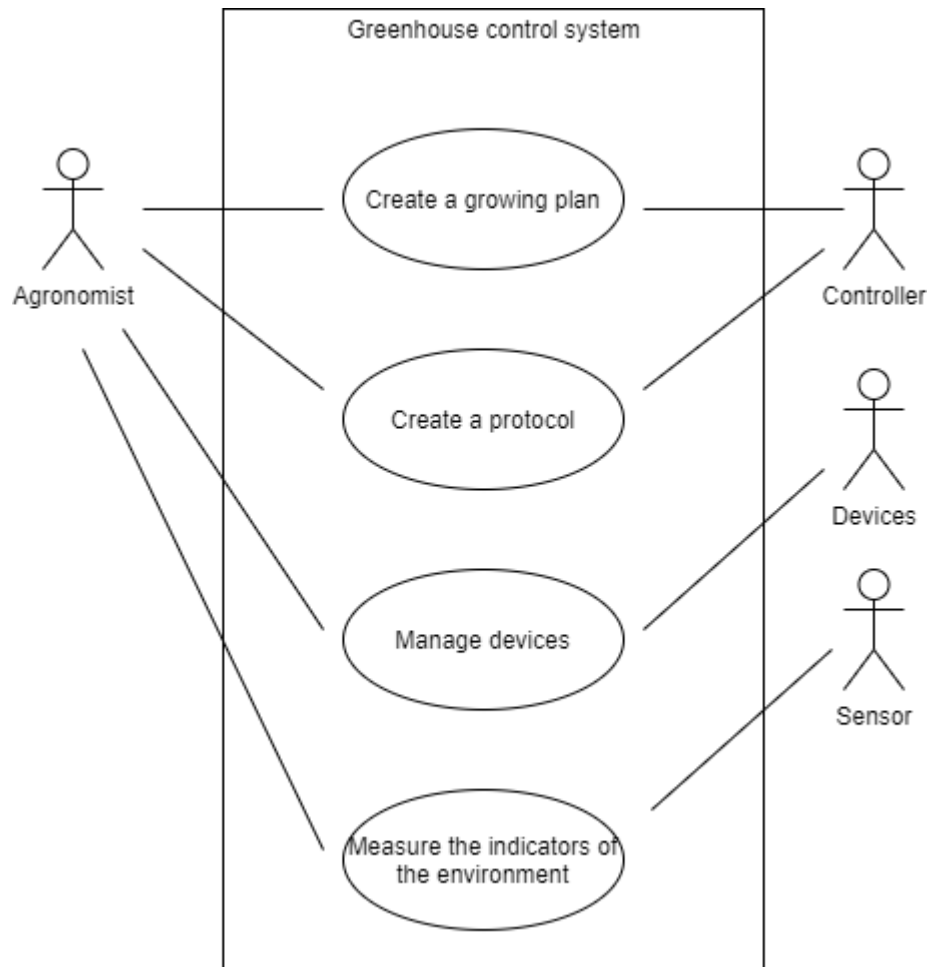 Greenhouse control system
Create a growing plan
Agronomist
Controller
Create a protocol
Devices
Manage devices
Sensor
Measure the indicators of
the environment